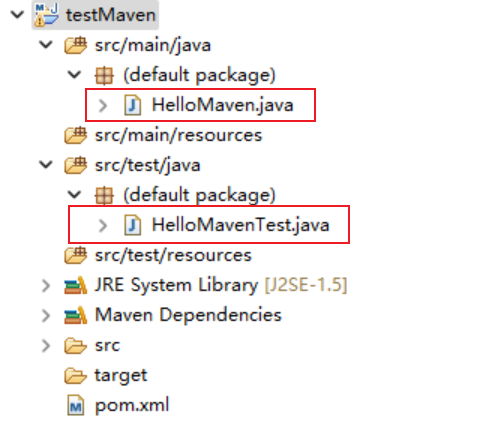 testMaven
src/main/java
(default package)
HelloMaven.java
src/main/resources
src/test/java
(default package)
HelloMavenTest.java
src/test/resources
JRE System Library [J2SE-1.5]
Maven Dependencies
src
target
pom.xml